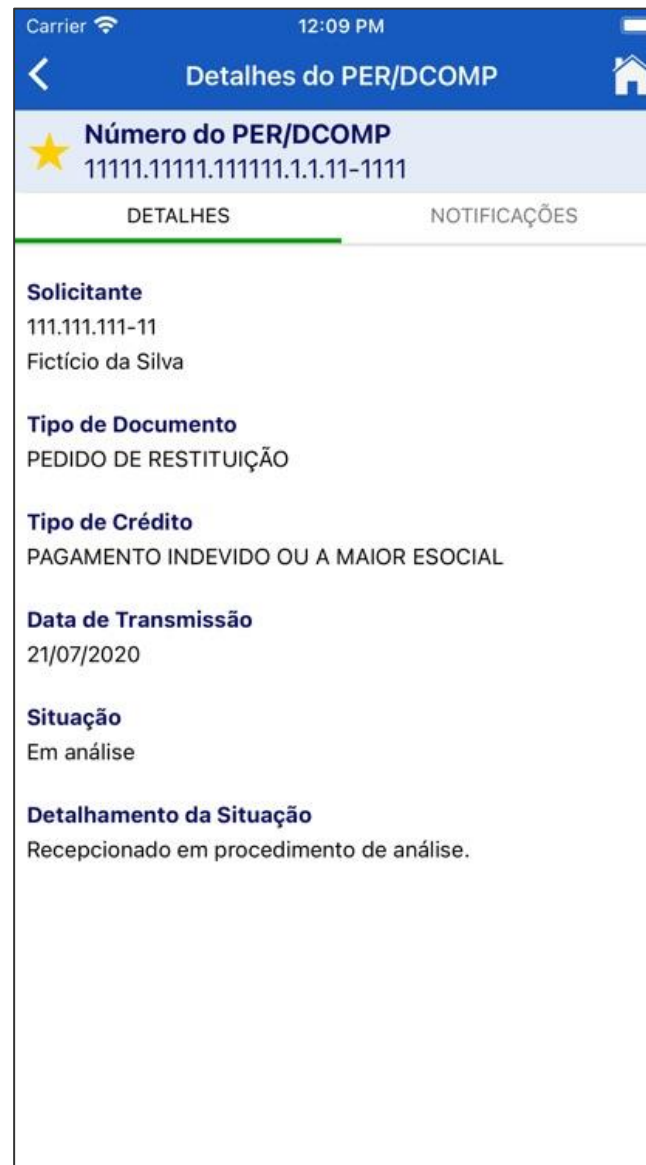 Carrier 12:09 PM
Detalhes do PER/DCOMP
Número do PER/DCOMP
11111.11111.111111.1.1.11-1111
DETALHES NOTIFICAÇÕES
Solicitante
111.111.111-11
Fictício da Silva
Tipo de Documento
PEDIDO DE RESTITUIÇÃO
Tipo de Crédito
PAGAMENTO INDEVIDO OU A MAIOR ESOCIAL
Data de Transmissão
21/07/2020
Situação
Em análise
Detalhamento da Situação
Recepcionado em procedimento de análise.